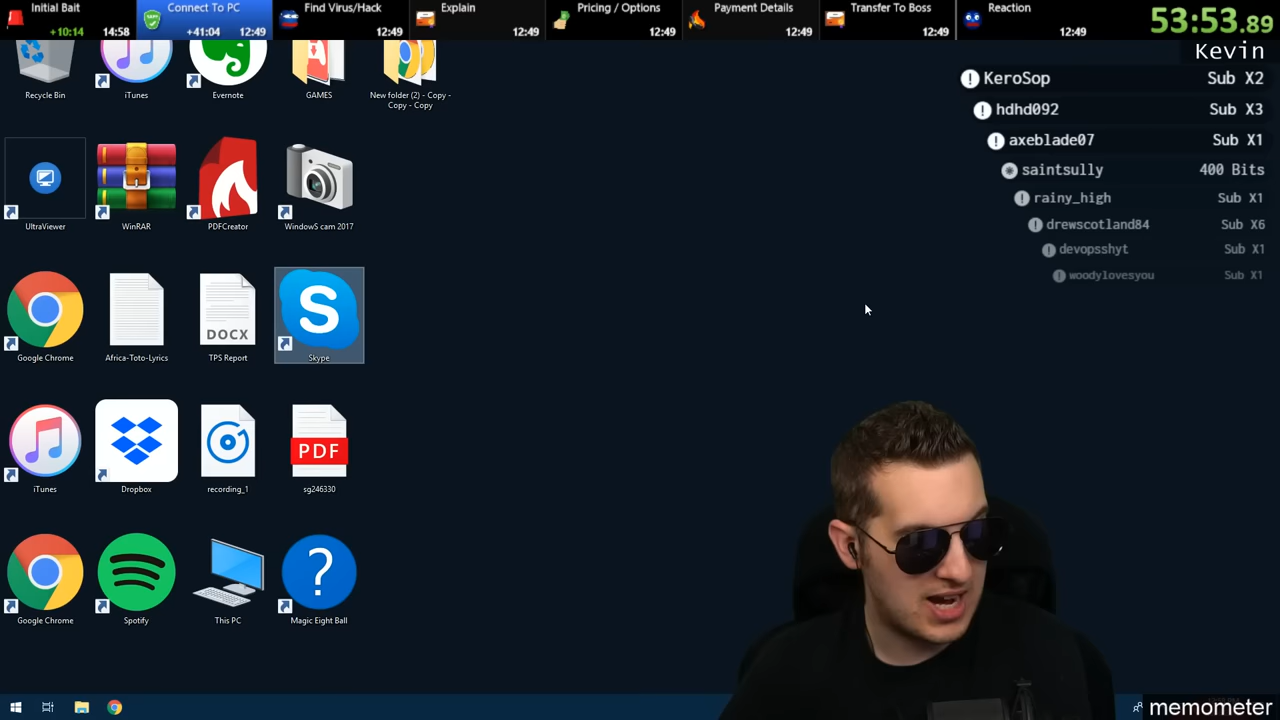 Initial Bait
+10:14 14:58
Connect To PC
+41:04 12:49
Find Virus/Hack
12:49
Explain
12:49
Pricing / Options
12:49
Payment Details
12:49
Transfer To Boss
12:49
Reaction
12:49
53:53.89
Kevin
KeroSop Sub X2
hdhd092 Sub X3
axeblade07 Sub X1
saintsully 400 Bits
rainy_high Sub X1
drewscotland84 Sub X6
devopsshyt Sub X1
woodylovesyou Sub X1
Recycle Bin
iTunes
Evernote
GAMES
New folder (2) - Copy -
Copy - Copy
UltraViewer
WinRAR
PDFCreator
WindowS cam 2017
Google Chrome
Africa-Toto-Lyrics
DOCX
TPS Report
S
Skype
iTunes
Dropbox
recording_1
PDF
sg246330
Google Chrome
Spotify
This PC
?
Magic Eight Ball
memometer